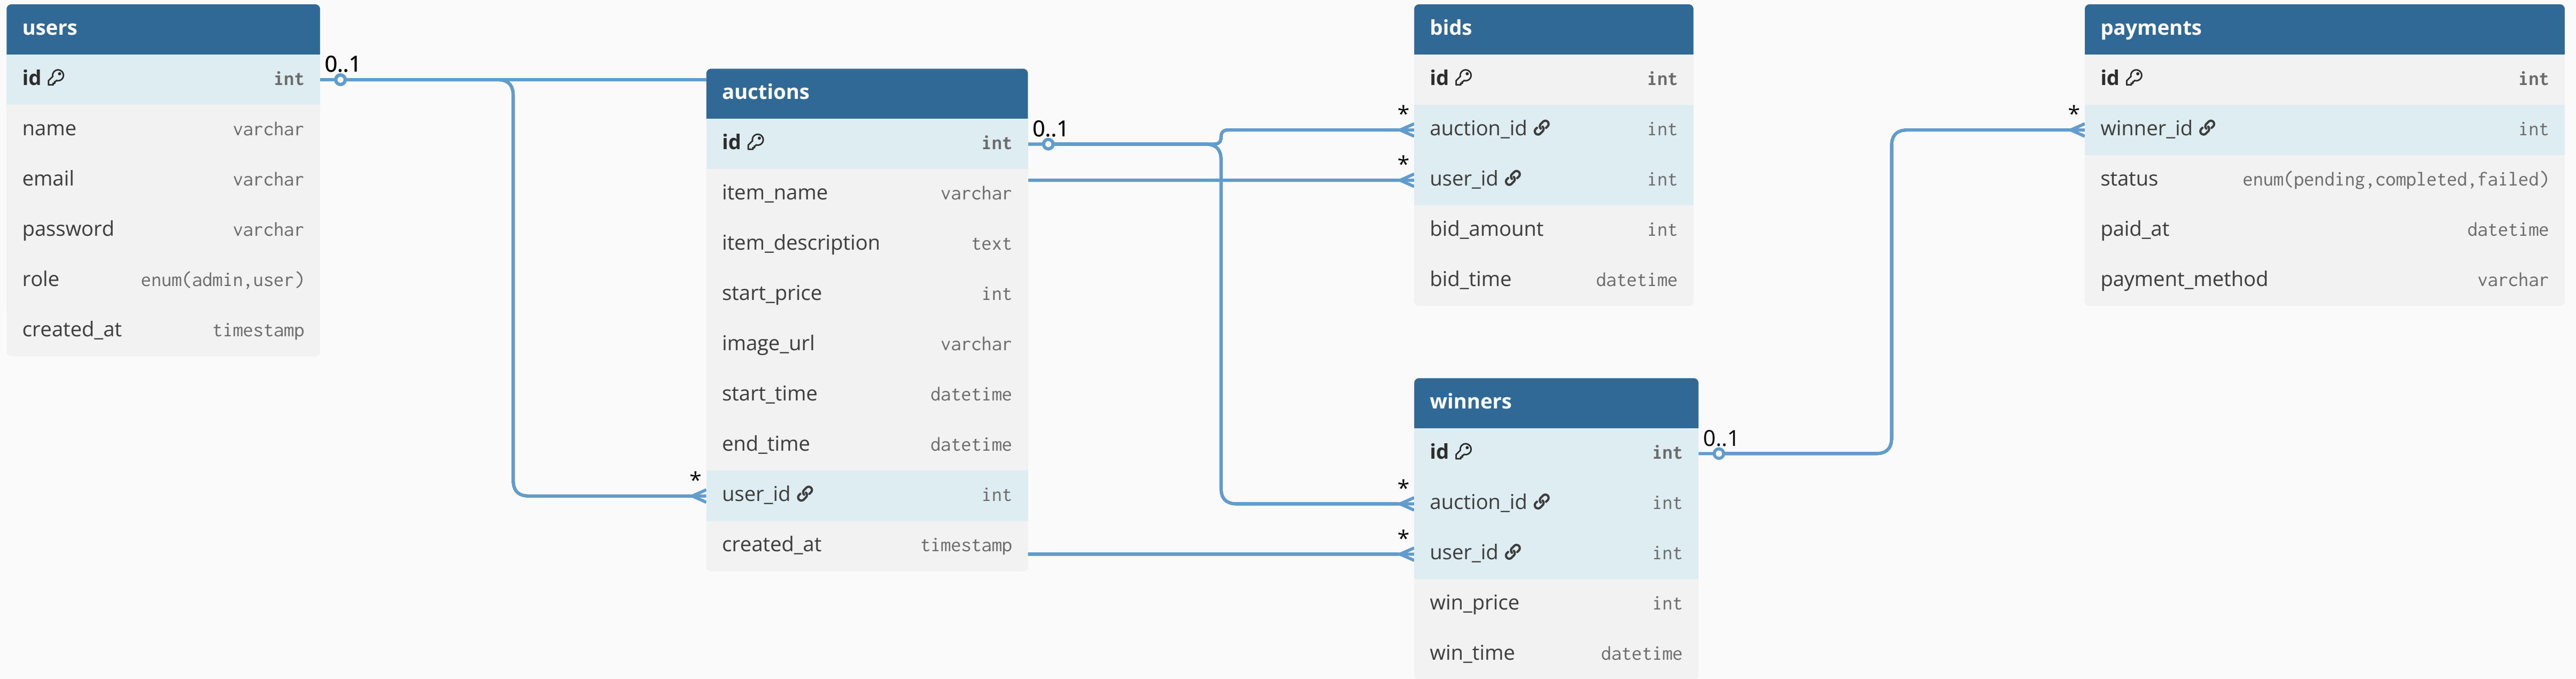 users
id int
name varchar
email varchar
password varchar
role enum(admin,user)
created_at timestamp
0..1
auctions
id int
item_name varchar
item_description text
start_price int
image_url varchar
start_time datetime
end_time datetime
* user_id int
created_at timestamp
0..1
bids
id int
* auction_id int
* user_id int
bid_amount int
bid_time datetime
winners
id int
* auction_id int
* user_id int
win_price int
win_time datetime
0..1
payments
id int
* winner_id int
status enum(pending,completed,failed)
paid_at datetime
payment_method varchar